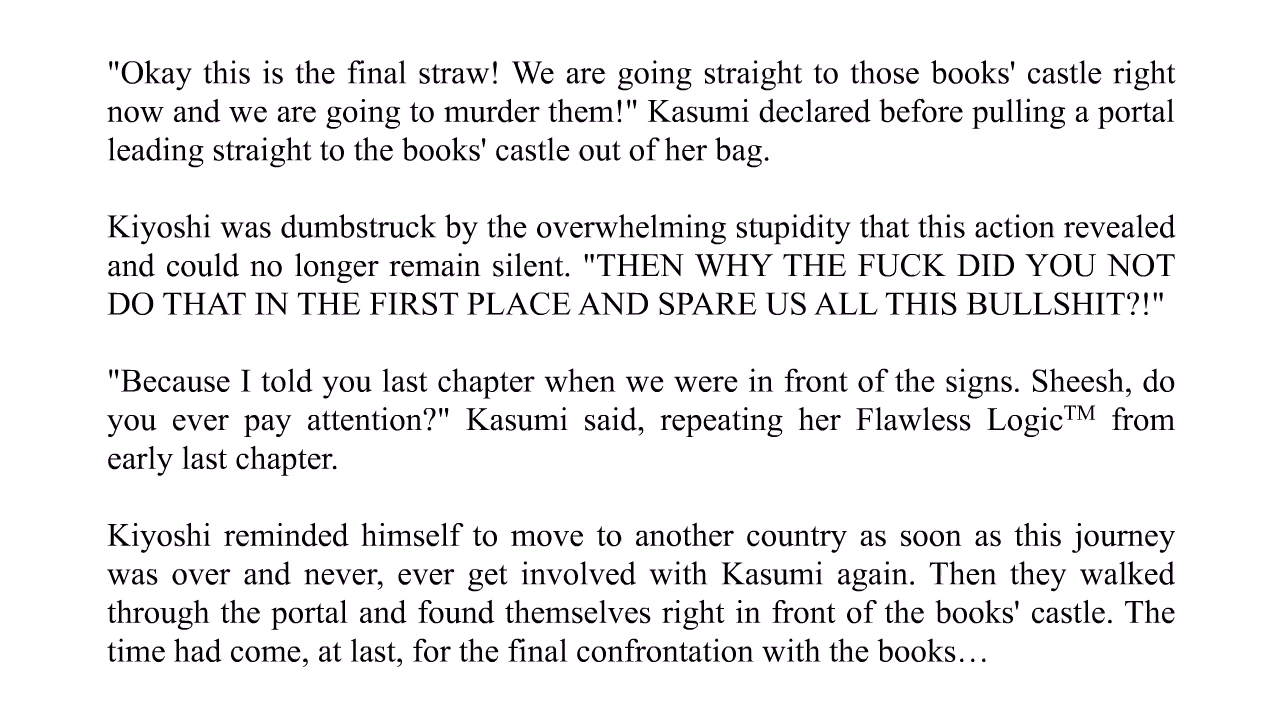 "Okay this is the final straw! We are going straight to those books' castle right
now and we are going to murder them!" Kasumi declared before pulling a portal
leading straight to the books' castle out of her bag.
Kiyoshi was dumbstruck by the overwhelming stupidity that this action revealed
and could no longer remain silent. "THEN WHY THE FUCK DID YOU NOT
DO THAT IN THE FIRST PLACE AND SPARE US ALL THIS BULLSHIT?!"
"Because I told you last chapter when we were in front of the signs. Sheesh, do
you ever pay attention?" Kasumi said, repeating her Flawless Logic™ from
early last chapter.
Kiyoshi reminded himself to move to another country as soon as this journey
was over and never, ever get involved with Kasumi again. Then they walked
through the portal and found themselves right in front of the books' castle. The
time had come, at last, for the final confrontation with the books…